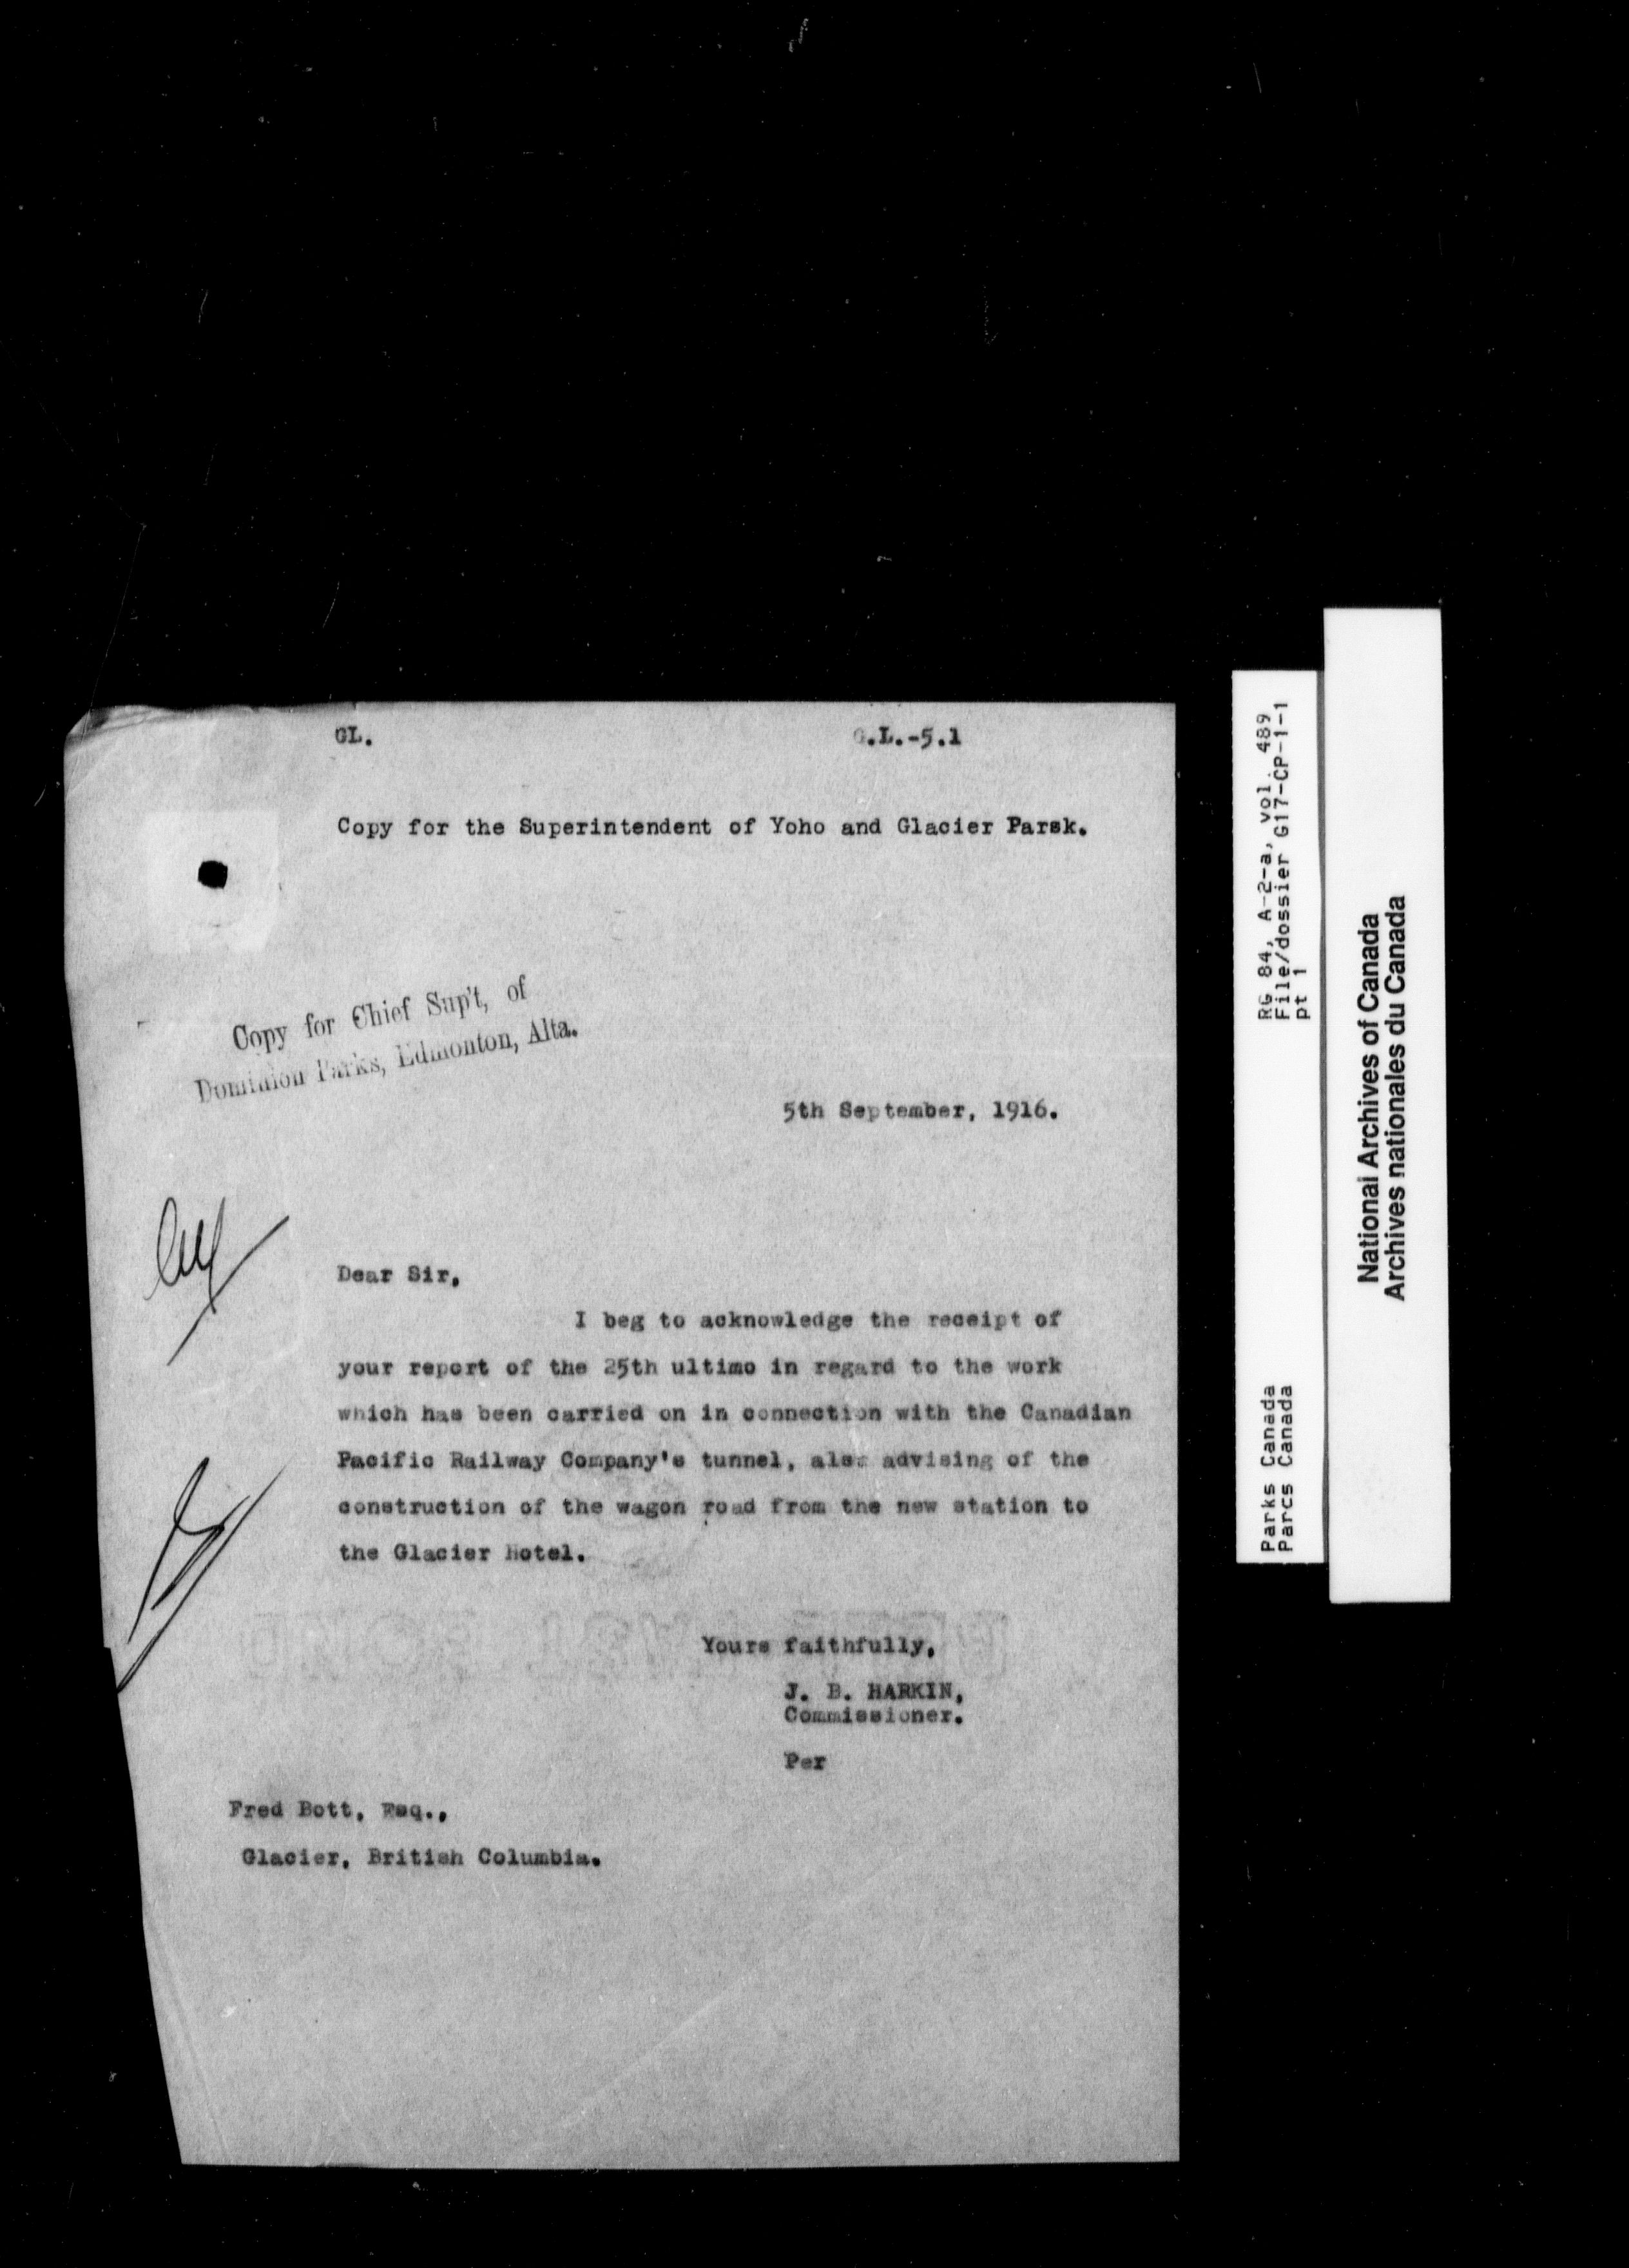 GL.
G.L.-5.1
Copy for the Superintendent of Yoho and Glacier Parsk.
Copy for Chief Sup't, of
Dominion Parks, Edmonton, Alta.
5th September, 1916.
Dear Sir,
I beg to acknowledge the receipt of
your report of the 25th ultimo in regard to the work
which has been carried on in connection with the Canadian
Pacific Railway Company's tunnel, also advising of the
construction of the wagon road from the new station to
the Glacier Hotel.
Yours faithfully,
J. B. HARKIN,
Commissioner.
Per
Fred Bott, Esq.,
Glacier, British Columbia.
RG 84, A-2-a, vol. 489
File/dossier G17-CP-1-1
pt 1
Parks Canada
Parcs Canada
National Archives of Canada
Archives nationales du Canada